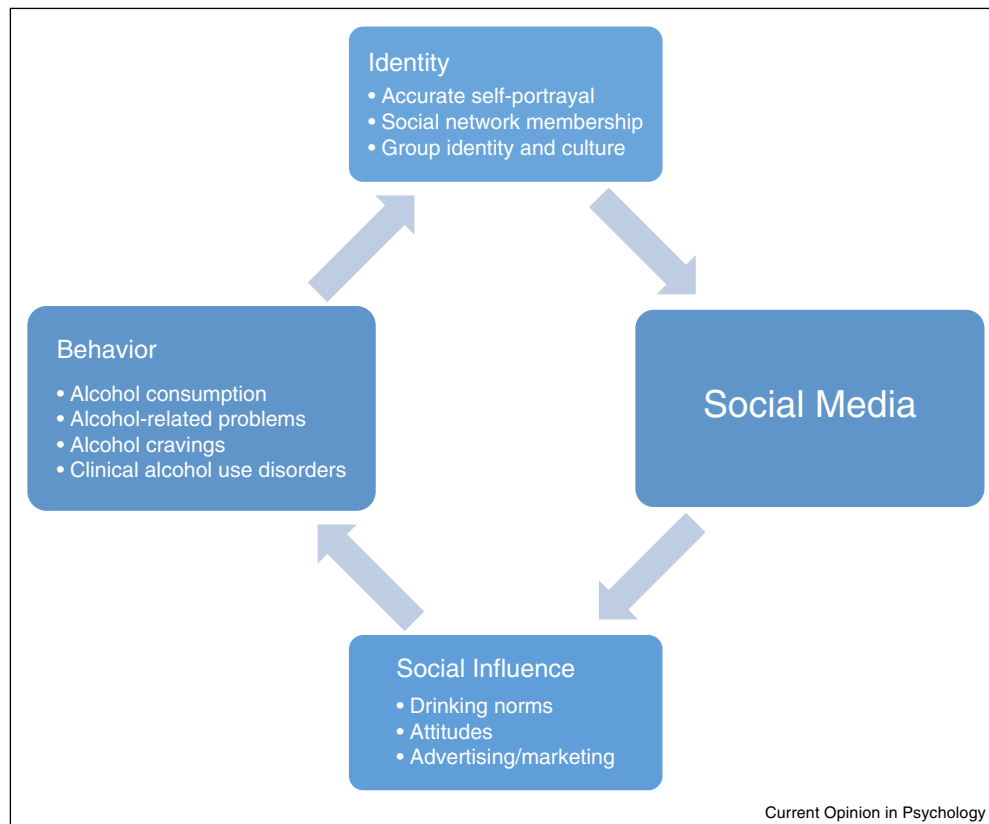 Identity
• Accurate self-portrayal
• Social network membership
• Group identity and culture
Behavior
• Alcohol consumption
• Alcohol-related problems
• Alcohol cravings
• Clinical alcohol use disorders
Social Media
Social Influence
• Drinking norms
• Attitudes
• Advertising/marketing
Current Opinion in Psychology